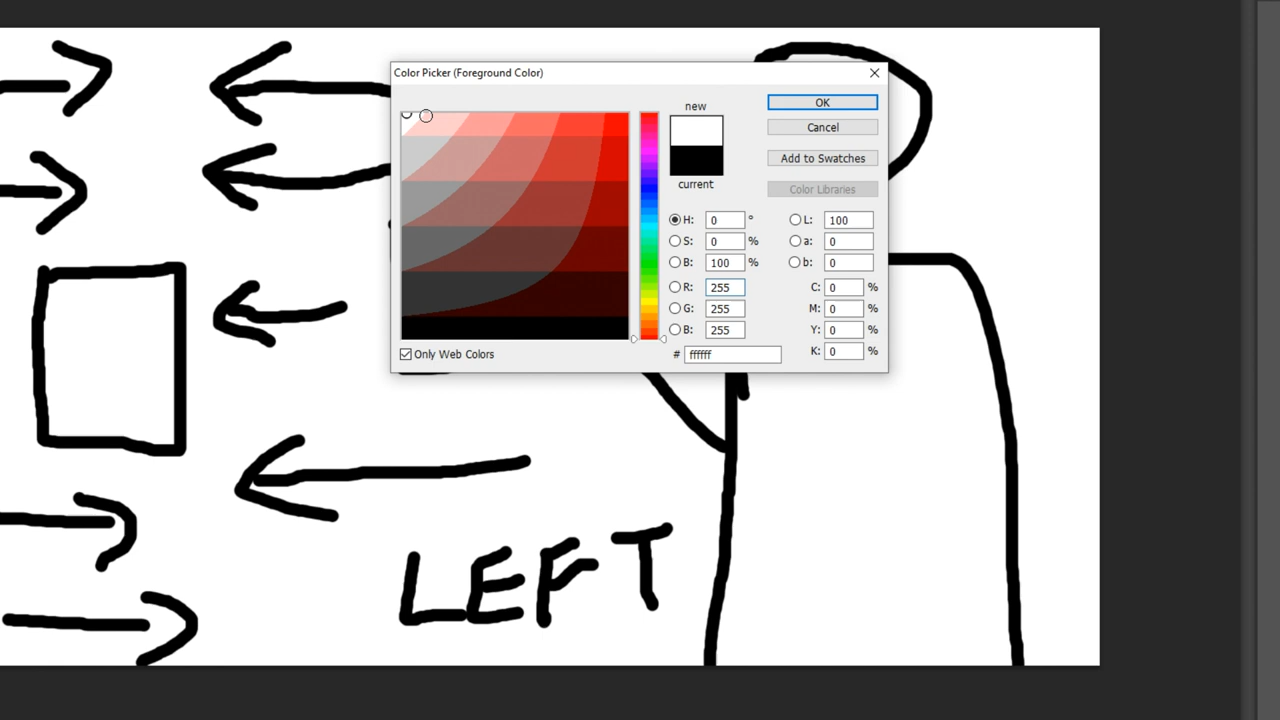 Color Picker (Foreground Color)
new
OK
Cancel
Add to Swatches
current
Color Libraries
H: 0 °
L: 100
S: 0 %
a: 0
B: 100 %
b: 0
R: 255
C: 0 %
G: 255
M: 0 %
B: 255
Y: 0 %
Only Web Colors
# ffffff
K: 0 %
LEFT